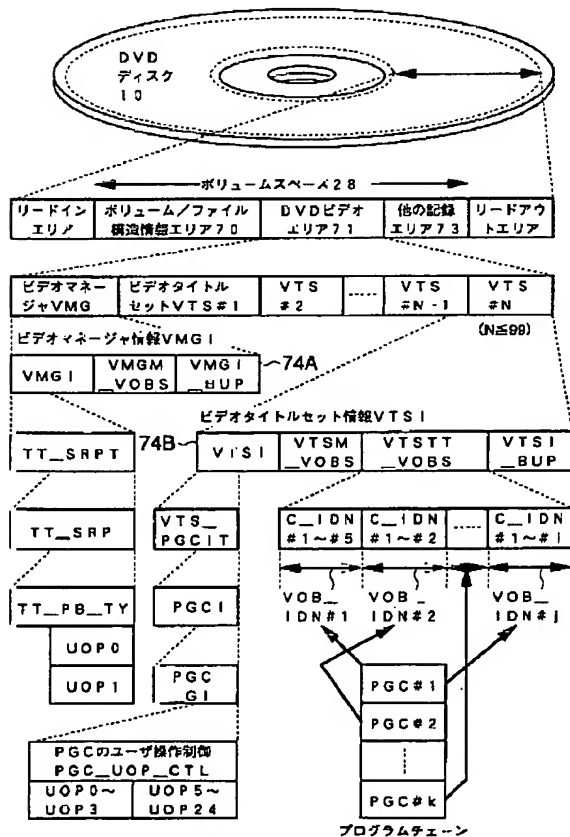 DVD
ディスク
10
ボリュームスペース28
リードイン
エリア
ボリューム/ファイル
構造情報エリア70
DVDビデオ
エリア71
他の記録
エリア73
リードアウ
トエリア
ビデオマネー
ジャVMG
ビデオタイトル
セットVTS#1
VTS
#2
VTS
#N-1
VTS
#N
(N≦99)
ビデオマネージャ情報VMGI
VMGI
VMGM
_VOBS
VMGI
_BUP
74A
ビデオタイトルセット情報VTSI
74B
VTSI
VTSM
_VOBS
VTSTT
_VOBS
VTSI
_BUP
TT_SRPT
TT_SRP
VTS_
PGCIT
C_IDN
#1~#5
C_IDN
#1~#2
C_IDN
#1~#i
VOB_
IDN#1
VOB_
IDN#2
VOB_
IDN#j
TT_PB_TY
UOP0
UOP1
PGCI
PGC
_GI
PGC#1
PGC#2
PGC#k
プログラムチェーン
PGCのユーザ操作制御
PGC_UOP_CTL
UOP0~
UOP3
UOP5~
UOP24